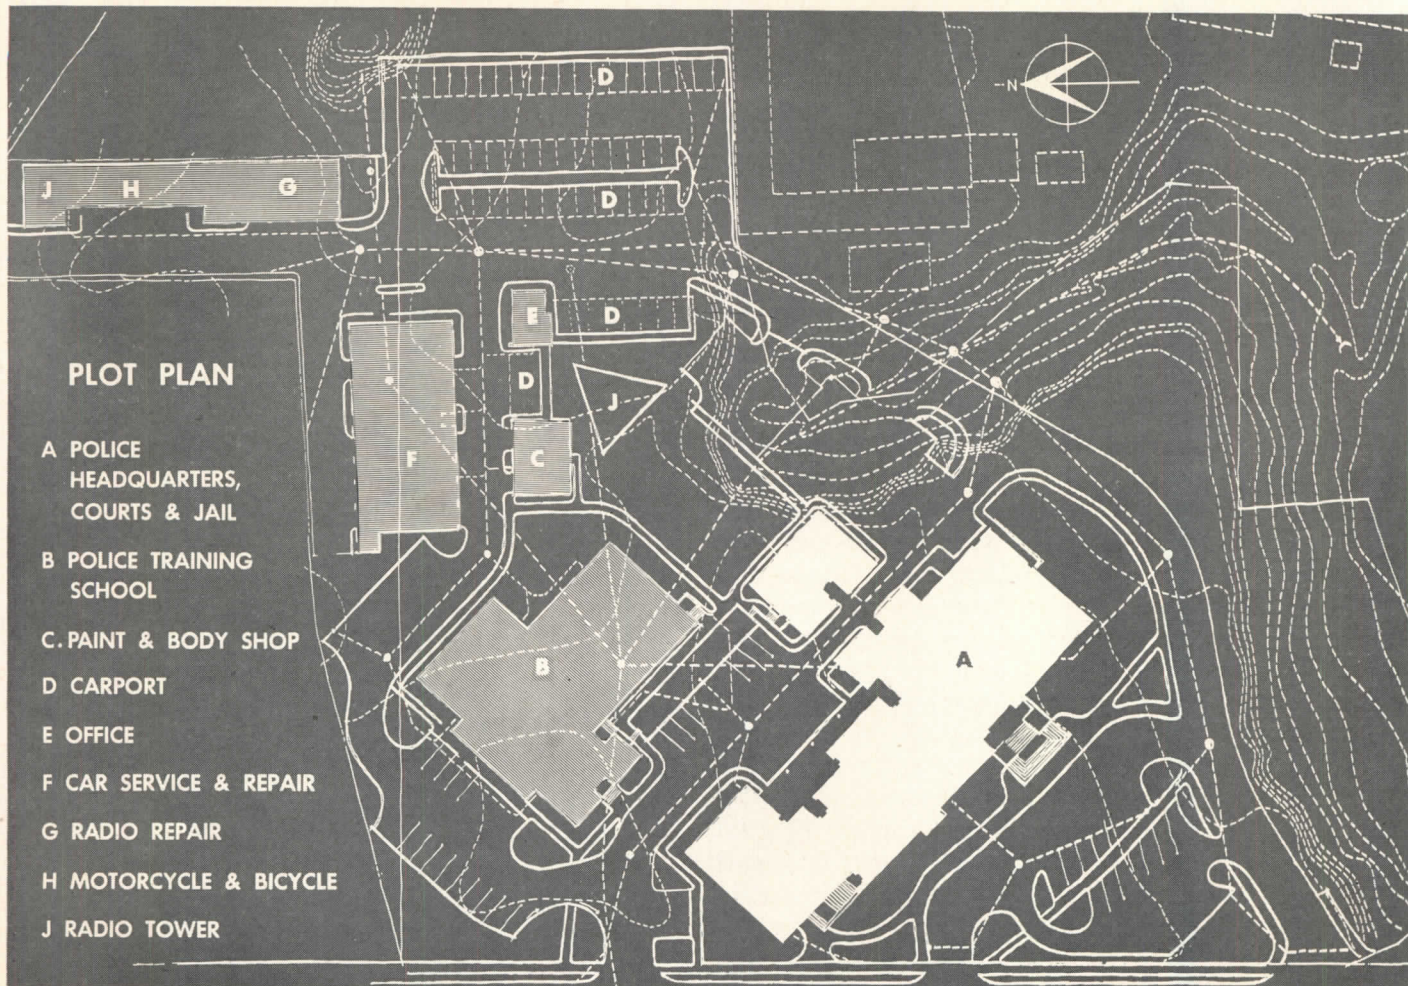 D
N
D
J H G
E D
PLOT PLAN
D
J
A POLICE
HEADQUARTERS,
COURTS & JAIL
F
C
B POLICE TRAINING
SCHOOL
C. PAINT & BODY SHOP
B
A
D CARPORT
E OFFICE
F CAR SERVICE & REPAIR
G RADIO REPAIR
H MOTORCYCLE & BICYCLE
J RADIO TOWER